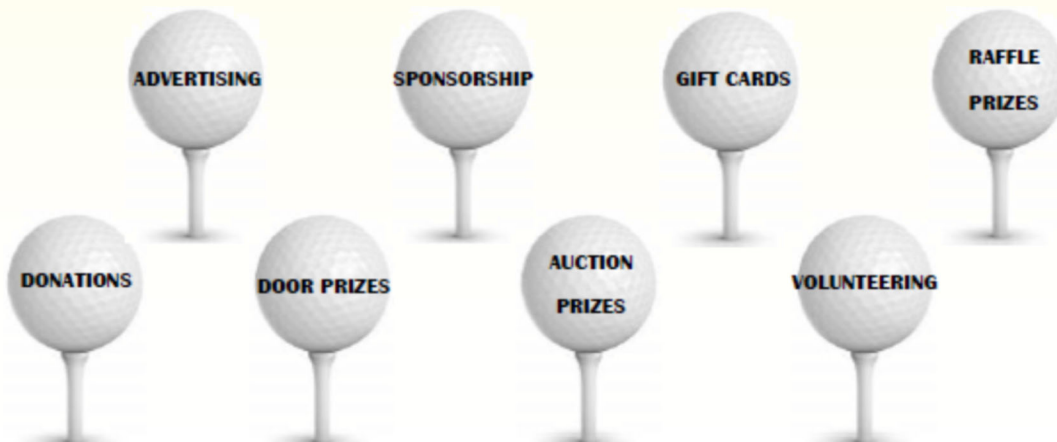 ADVERTISING
SPONSORSHIP
GIFT CARDS
RAFFLE
PRIZES
DONATIONS
DOOR PRIZES
AUCTION
PRIZES
VOLUNTEERING